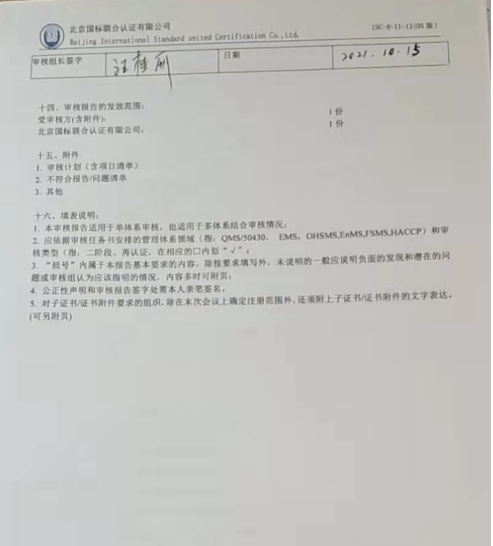 北京国标联合认证有限公司
Beijing International Standard united Certification Co.,Ltd.
ISC-B-II-13(05版)
审核组长签字 日期 2021.10.15
十四、审核报告的发放范围：
受审核方(含附件)： 1份
北京国标联合认证有限公司： 1份
十五、附件
1. 审核计划（含项目清单）
2. 不符合报告/问题清单
3. 其他
十六、填表说明：
1. 本审核报告适用于单体系审核，也适用于多体系结合审核情况；
2. 应依据审核任务书安排的管理体系领域（指：QMS/50430、EMS、OHSMS,EnMS,FSMS,HACCP）和审
核类型（指：二阶段、再认证，在相应的□内划“√”；
3. “括号”内属于本报告基本要求的内容，除按要求填写外，未说明的一般应说明负面的发现和潜在的问
题或审核组认为应该指明的情况，内容多时可附页；
4. 公正性声明和审核报告签字处需本人亲笔签名。
5. 对子证书/证书附件要求的组织，除在末次会议上确定注册范围外，还须附上子证书/证书附件的文字表达。
(可另附页)